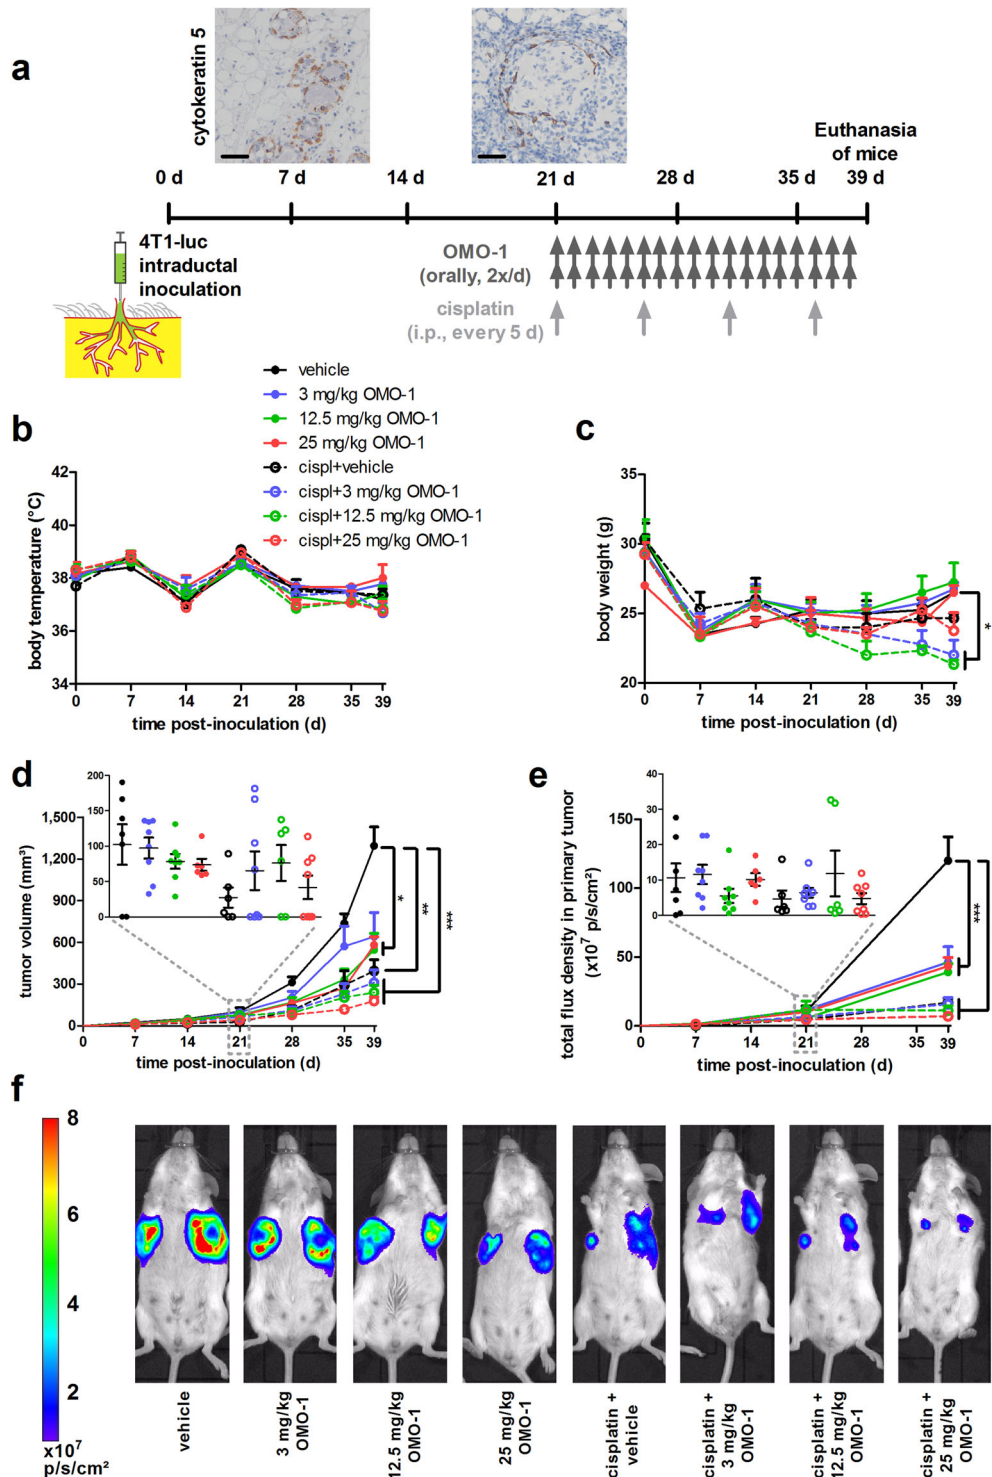 a
cytokeratin 5
Euthanasia
of mice
0 d
7 d
14 d
21 d
28 d
35 d
39 d
4T1-luc
intraductal
inoculation
OMO-1
(orally, 2x/d)
cisplatin
(i.p., every 5 d)
vehicle
3 mg/kg OMO-1
12.5 mg/kg OMO-1
25 mg/kg OMO-1
cispl+vehicle
cispl+3 mg/kg OMO-1
cispl+12.5 mg/kg OMO-1
cispl+25 mg/kg OMO-1
b
body temperature (°C)
42
40
38
36
34
0 7 14 21 28 35 39
time post-inoculation (d)
c
body weight (g)
35
30
25
20
*
0 7 14 21 28 35 39
time post-inoculation (d)
d
tumor volume (mm³)
1,500
1,200
900
600
300
0
200
150
100
50
0
*
**
***
0 7 14 21 28 35 39
time post-inoculation (d)
e
total flux density in primary tumor
(x10⁷ p/s/cm²)
150
100
50
0
40
30
20
10
0
***
***
0 7 14 21 28 35 39
time post-inoculation (d)
f
8
6
4
2
x10⁷
p/s/cm²
vehicle
3 mg/kg
OMO-1
12.5 mg/kg
OMO-1
25 mg/kg
OMO-1
cisplatin +
vehicle
cisplatin +
3 mg/kg
OMO-1
cisplatin +
12.5 mg/kg
OMO-1
cisplatin +
25 mg/kg
OMO-1